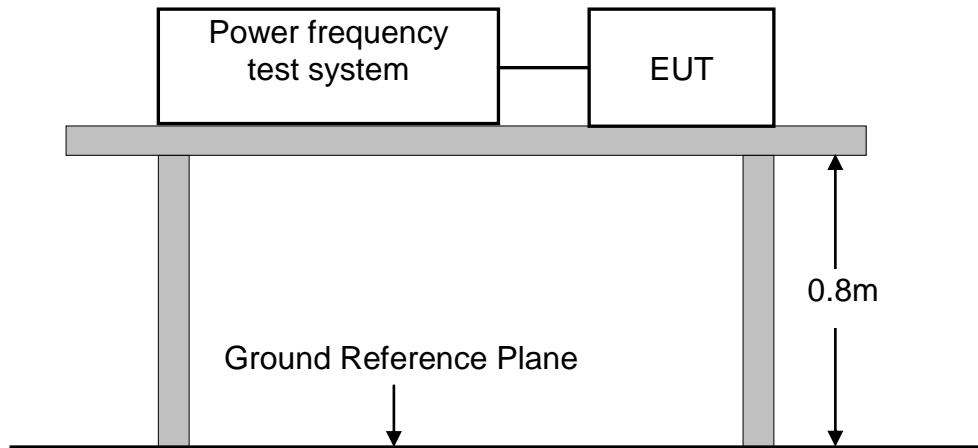 Power frequency
test system
EUT
0.8m
Ground Reference Plane